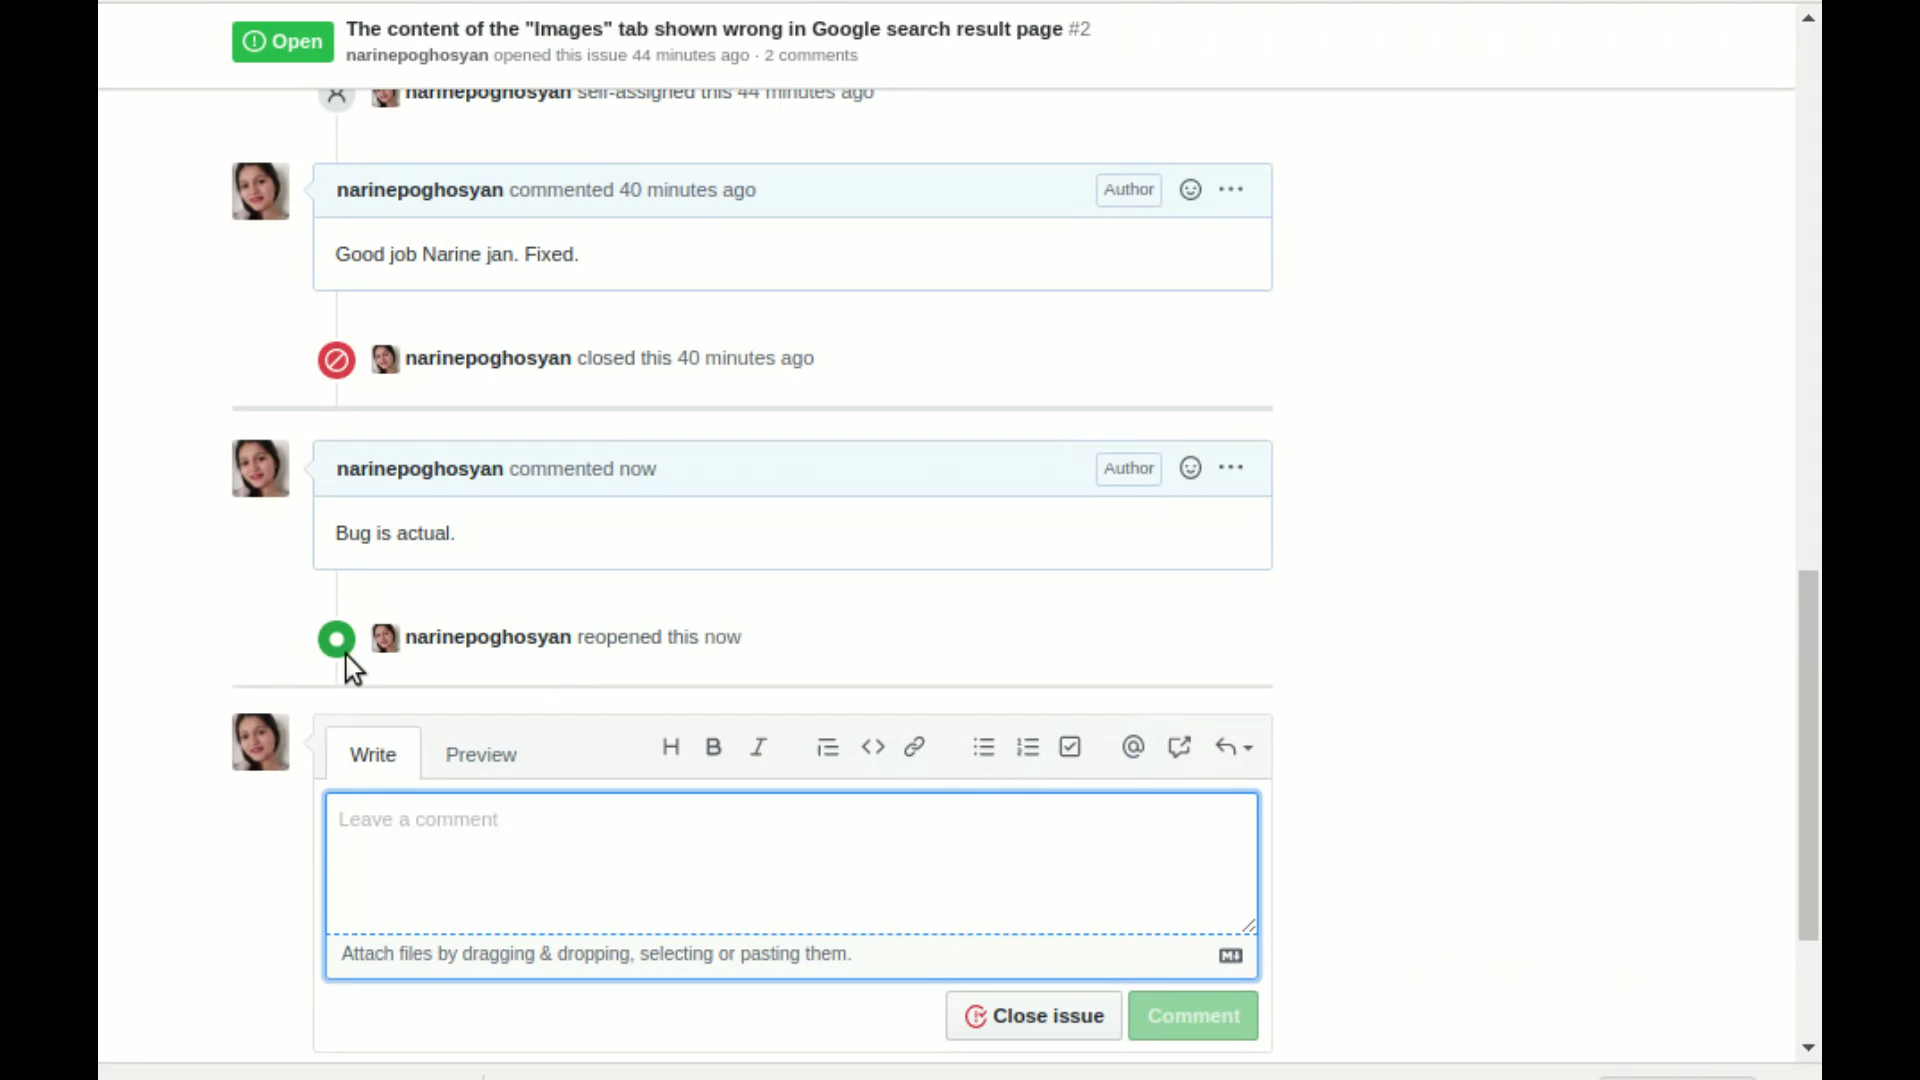 Open
The content of the "Images" tab shown wrong in Google search result page #2
narinepoghosyan opened this issue 44 minutes ago · 2 comments
narinepoghosyan self-assigned this 44 minutes ago
narinepoghosyan commented 40 minutes ago
Author
Good job Narine jan. Fixed.
narinepoghosyan closed this 40 minutes ago
narinepoghosyan commented now
Author
Bug is actual.
narinepoghosyan reopened this now
Write
Preview
Leave a comment
Attach files by dragging & dropping, selecting or pasting them.
Close issue
Comment